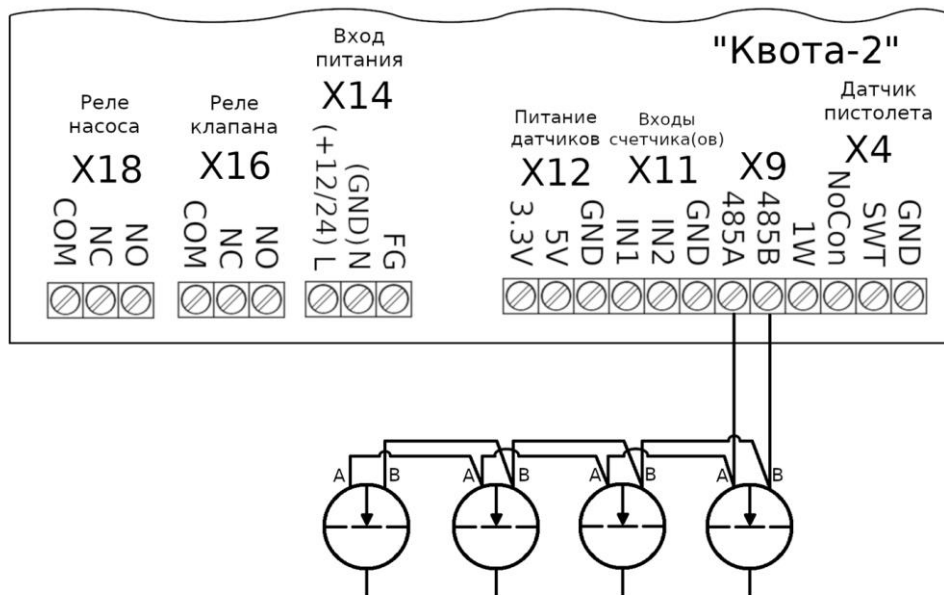 "Квота-2"
Реле
насоса
X18
COM
NC
NO
Реле
клапана
X16
COM
NC
NO
Вход
питания
X14
(+12/24) L
(GND)N
FG
Питание
датчиков
X12
3.3V
5V
GND
Входы
счетчика(ов)
X11
IN1
IN2
GND
X9
485A
485B
1W
Датчик
пистолета
X4
NoCon
SWT
GND
A B A B A B A B